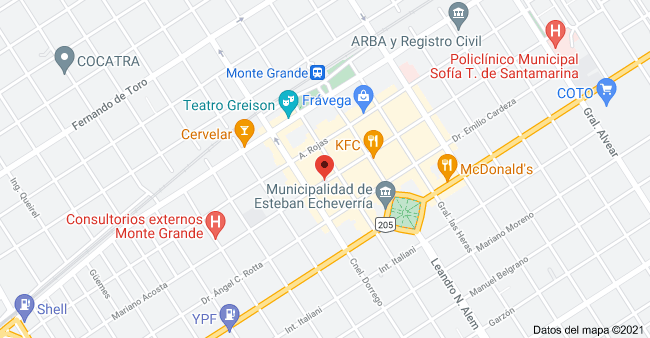 ARBA y Registro Civil
COCATRA
Policlínico Municipal
Sofía T. de Santamarina
Monte Grande
COTO
Fernando de Toro
Teatro Greison
Frávega
Gral. Alvear
Dr. Emilio Cardeza
Cervelar
A. Rojas
KFC
McDonald's
Municipalidad de
Esteban Echeverría
Ing. Queirel
Consultorios externos
Monte Grande
205
Gral. las Heras
Mariano Moreno
Int. Italiani
Leandro N. Alem
Manuel Belgrano
Dr. Ángel C. Rotta
Güemes
Mariano Acosta
Cnel. Dorrego
Shell
YPF
Int. Italiani
Garzón
Datos del mapa ©2021